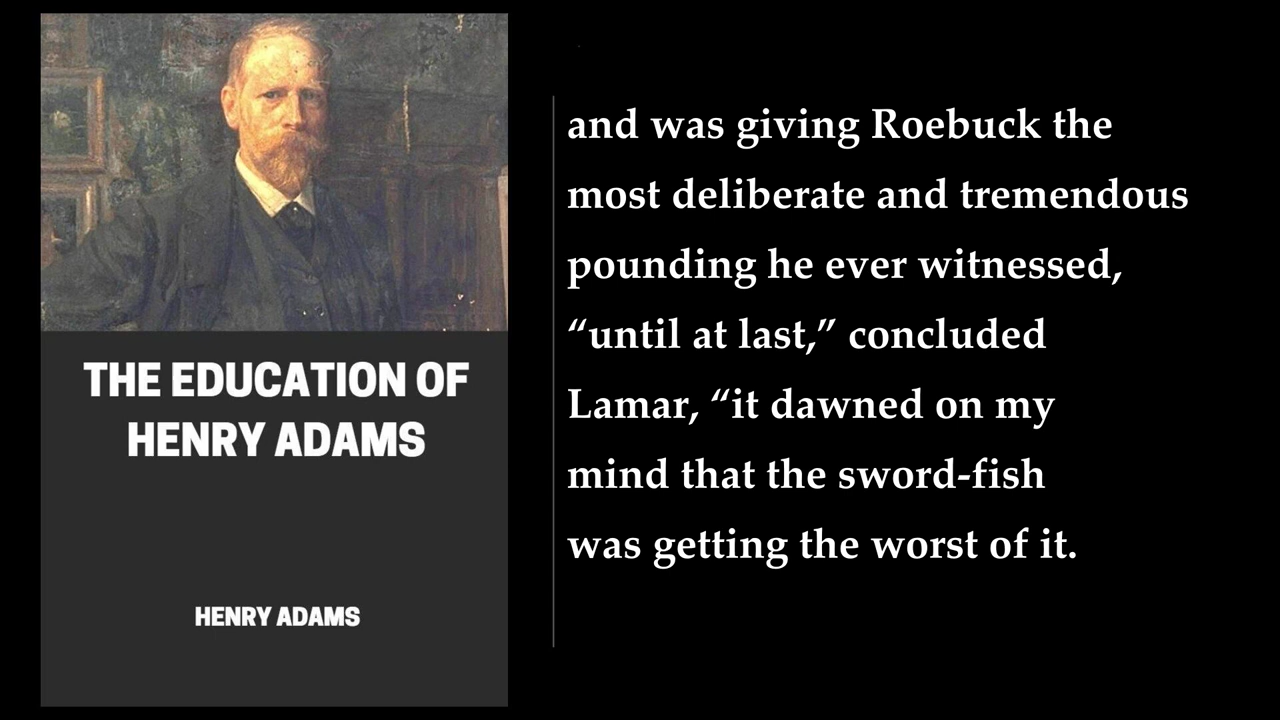 THE EDUCATION OF
HENRY ADAMS
HENRY ADAMS
and was giving Roebuck the
most deliberate and tremendous
pounding he ever witnessed,
“until at last,” concluded
Lamar, “it dawned on my
mind that the sword-fish
was getting the worst of it.